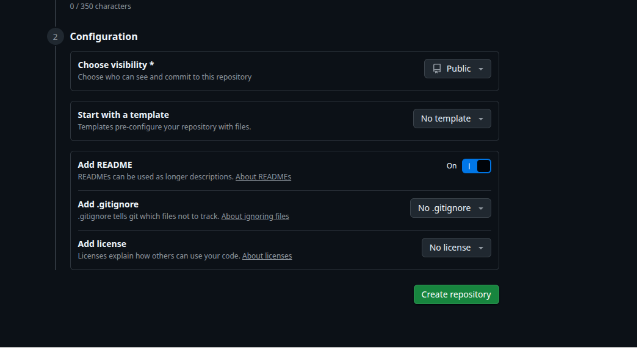 0 / 350 characters
2 Configuration
Choose visibility *
Choose who can see and commit to this repository
Public
Start with a template
Templates pre-configure your repository with files.
No template
Add README
READMEs can be used as longer descriptions. About READMEs
On
Add .gitignore
.gitignore tells git which files not to track. About ignoring files
No .gitignore
Add license
Licenses explain how others can use your code. About licenses
No license
Create repository